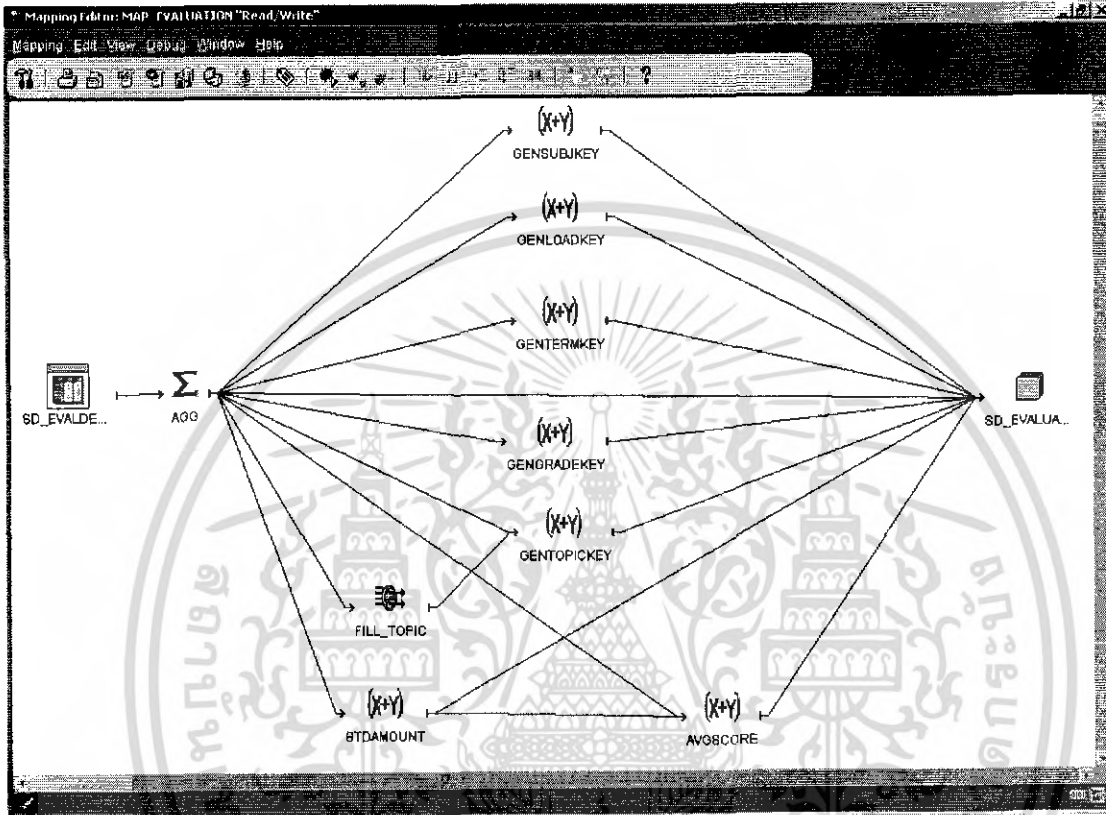 Mapping Editor: MAP_EVALUATION "Read/Write"
Mapping Edit View Debug Window Help
(X+Y)
GENSUBJKEY
(X+Y)
GENLOADKEY
(X+Y)
GENTERMKEY
SD_EVALDE...
Σ
AGG
SD_EVALUA...
(X+Y)
GENGRADEKEY
(X+Y)
GENTOPICKEY
FILL_TOPIC
(X+Y)
STDAMOUNT
(X+Y)
AVGSCORE